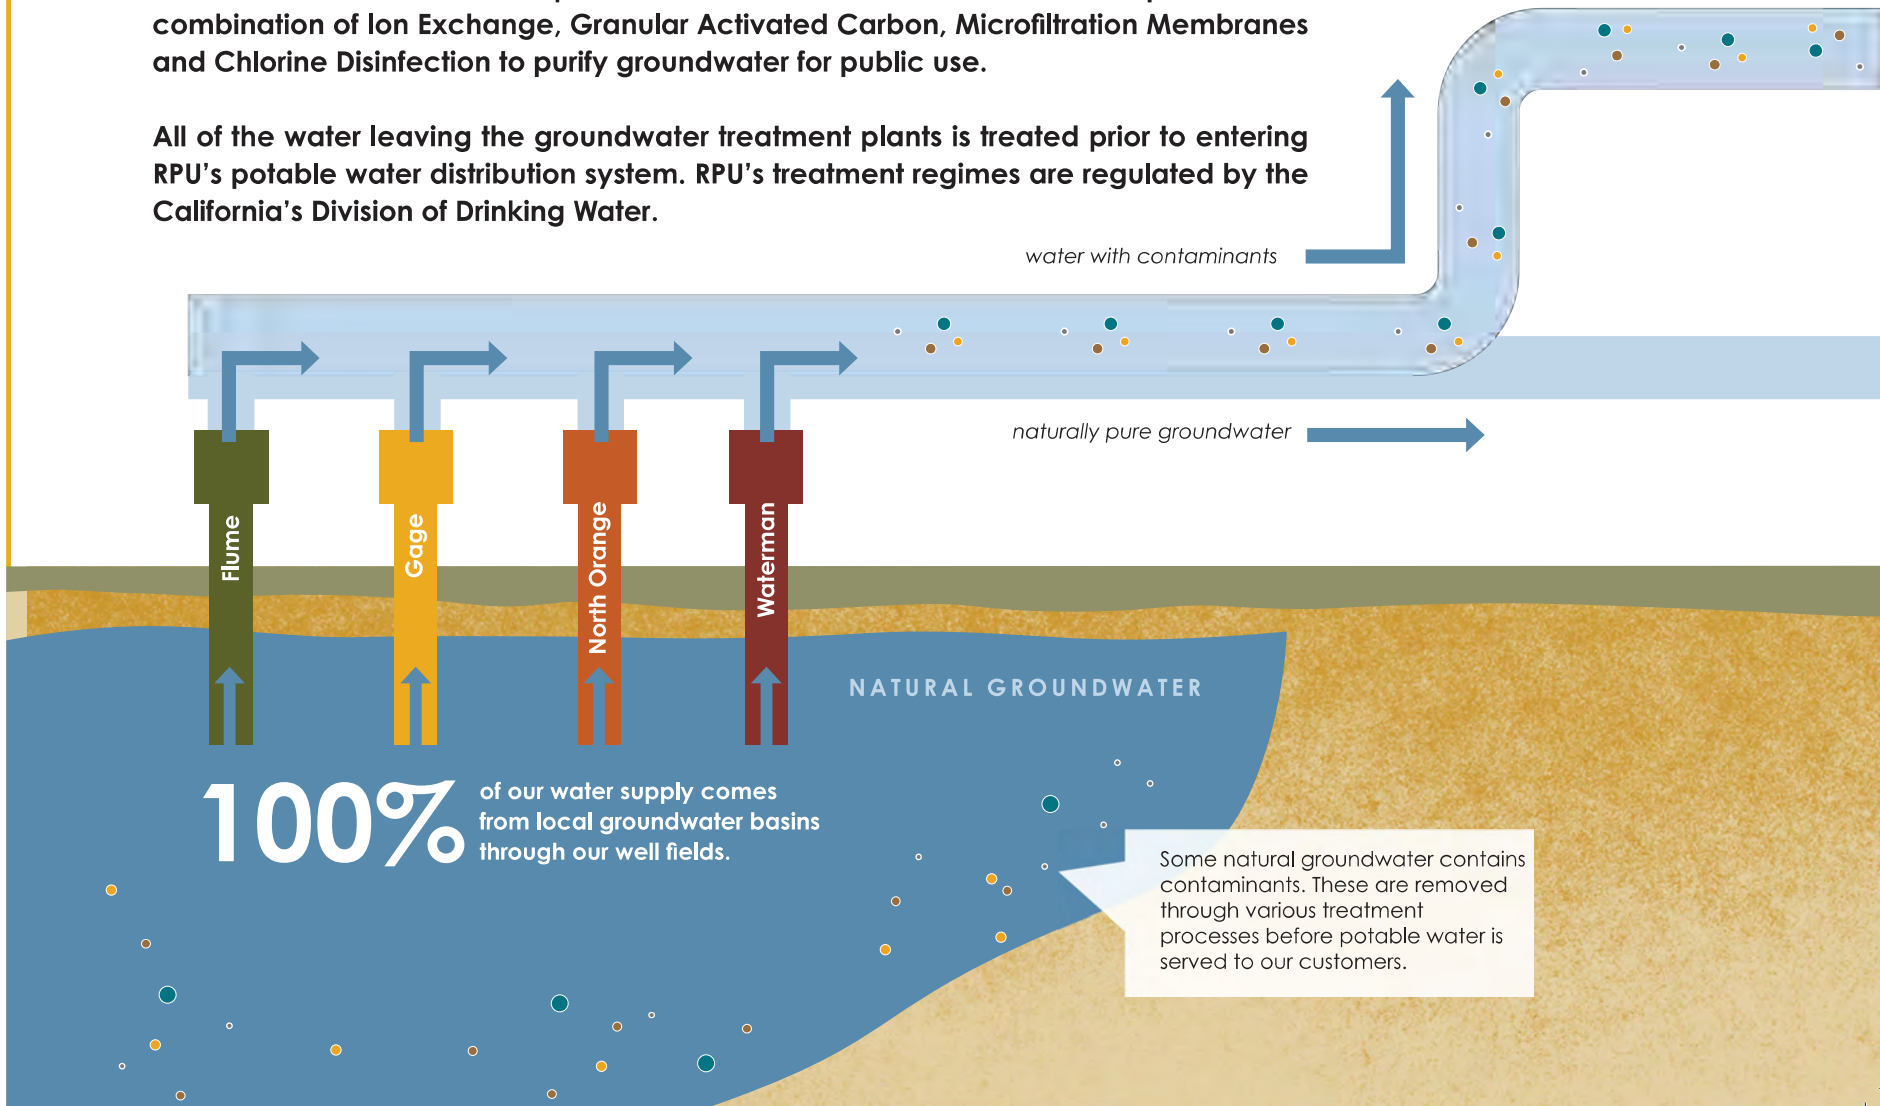 combination of Ion Exchange, Granular Activated Carbon, Microfiltration Membranes
and Chlorine Disinfection to purify groundwater for public use.
All of the water leaving the groundwater treatment plants is treated prior to entering
RPU's potable water distribution system. RPU's treatment regimes are regulated by the
California's Division of Drinking Water.
water with contaminants
naturally pure groundwater
Flume
Gage
North Orange
Waterman
NATURAL GROUNDWATER
100%
of our water supply comes
from local groundwater basins
through our well fields.
Some natural groundwater contains
contaminants. These are removed
through various treatment
processes before potable water is
served to our customers.